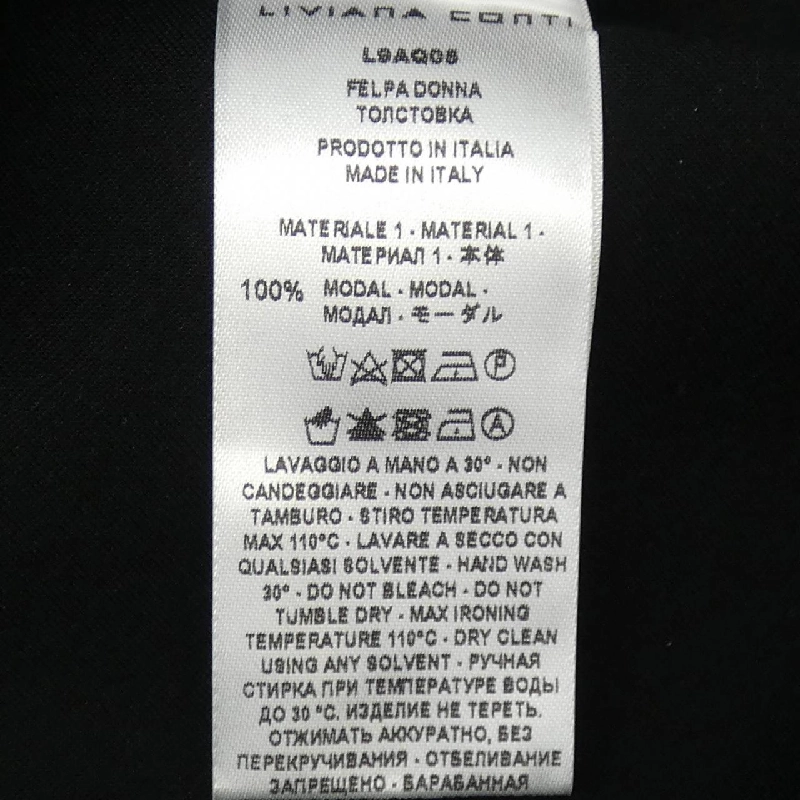 LIVIANA CONTI
L9AQ08
FELPA DONNA
ТОЛСТОВКА
PRODOTTO IN ITALIA
MADE IN ITALY
MATERIALE 1 - MATERIAL 1 -
МАТЕРИАЛ 1 - 本体
100% MODAL - MODAL -
МОДАЛ - モーダル
P
A
LAVAGGIO A MANO A 30° - NON
CANDEGGIARE - NON ASCIUGARE A
TAMBURO - STIRO TEMPERATURA
MAX 110°C - LAVARE A SECCO CON
QUALSIASI SOLVENTE - HAND WASH
30° - DO NOT BLEACH - DO NOT
TUMBLE DRY - MAX IRONING
TEMPERATURE 110°C - DRY CLEAN
USING ANY SOLVENT - РУЧНАЯ
СТИРКА ПРИ ТЕМПЕРАТУРЕ ВОДЫ
ДО 30 °C. ИЗДЕЛИЕ НЕ ТЕРЕТЬ.
ОТЖИМАТЬ АККУРАТНО, БЕЗ
ПЕРЕКРУЧИВАНИЯ - ОТБЕЛИВАНИЕ
ЗАПРЕЩЕНО - БАРАБАННАЯ